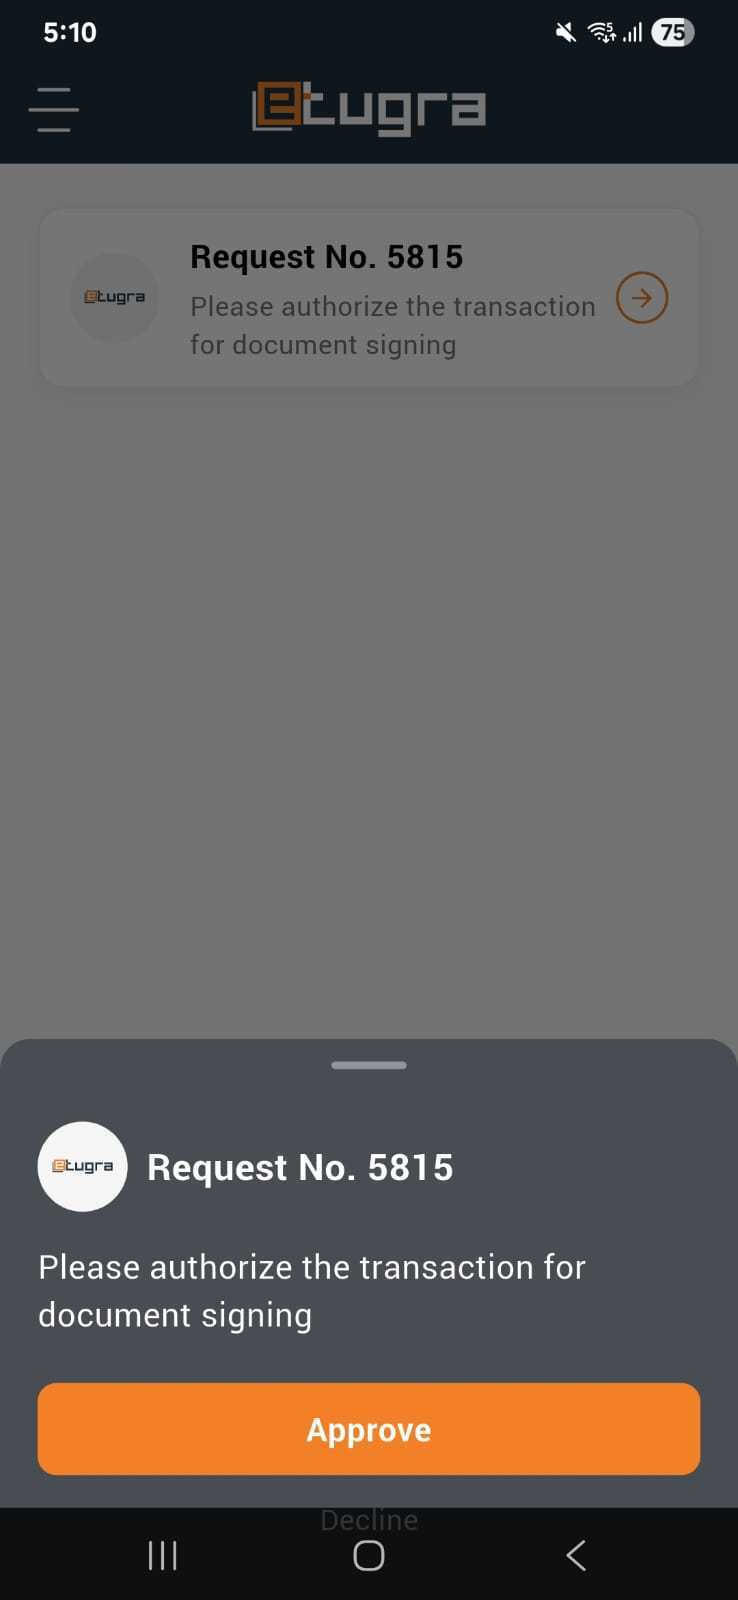 5:10
5
75
etugra
Request No. 5815
etugra
Please authorize the transaction
for document signing
etugra
Request No. 5815
Please authorize the transaction for
document signing
Approve
Decline